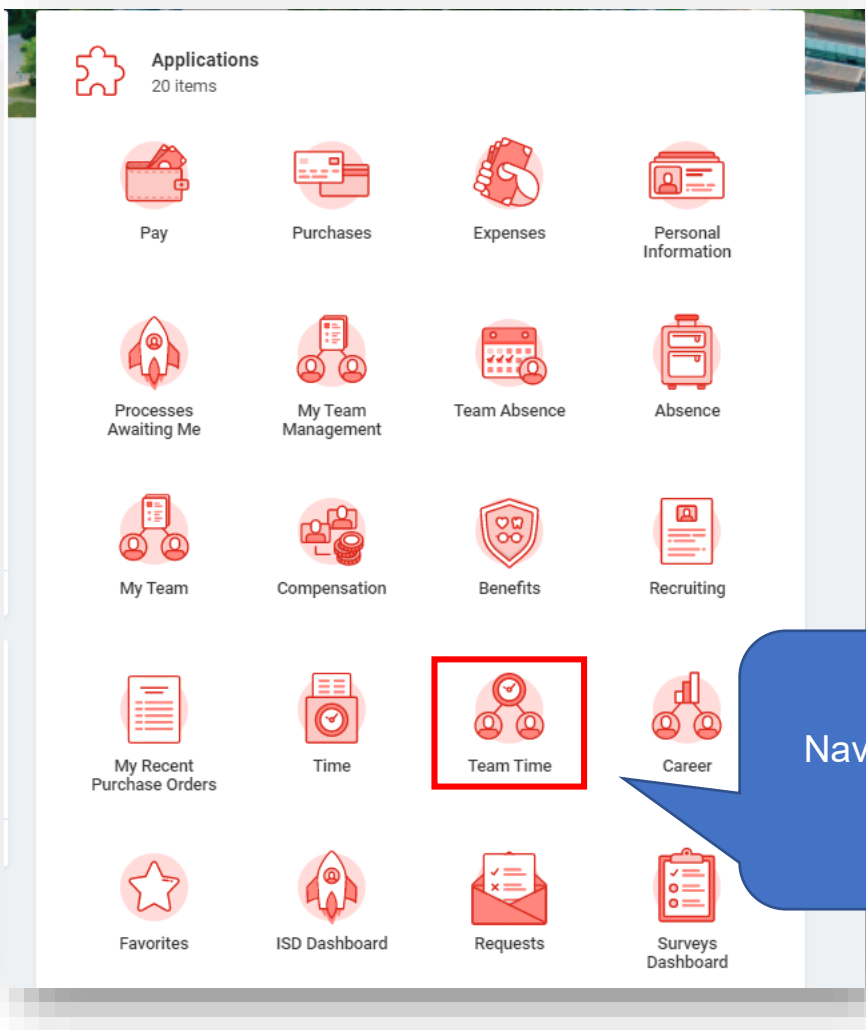 Applications
20 items
Pay
Purchases
Expenses
Personal
Information
Processes
Awaiting Me
My Team
Management
Team Absence
Absence
My Team
Compensation
Benefits
Recruiting
My Recent
Purchase Orders
Time
Team Time
Career
Nav
Favorites
ISD Dashboard
Requests
Surveys
Dashboard